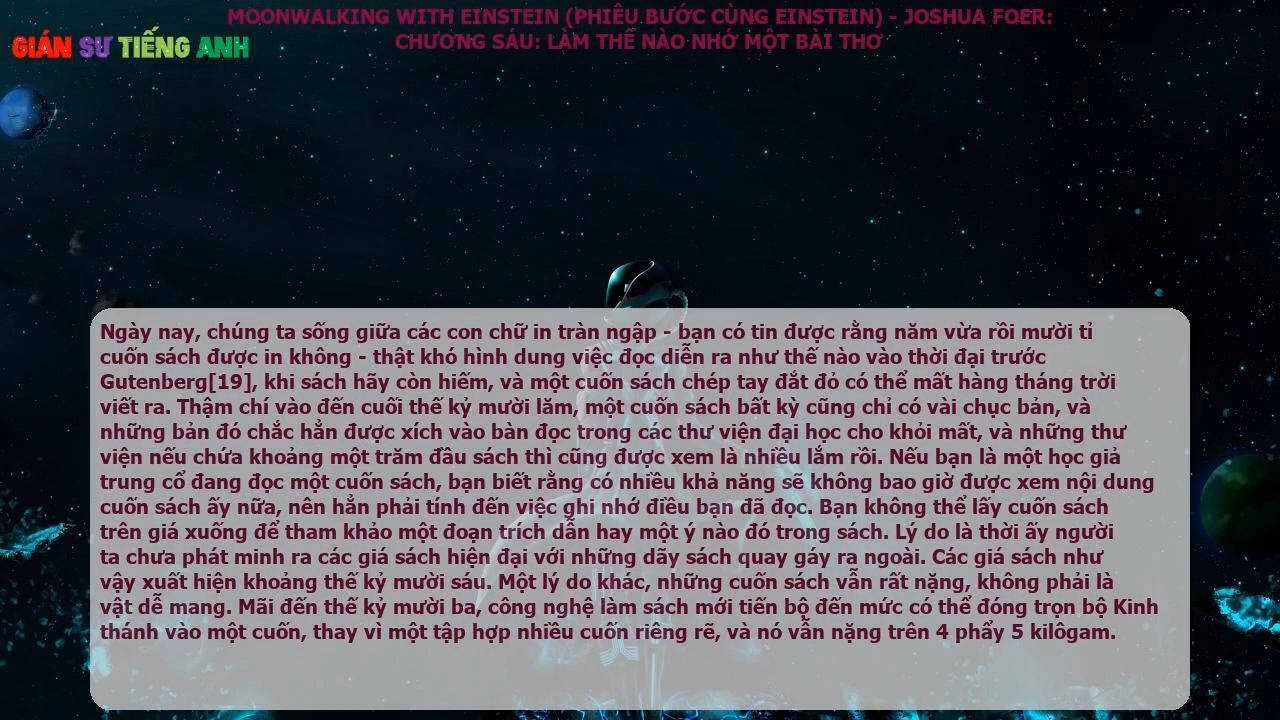 MOONWALKING WITH EINSTEIN (PHIÊU BƯỚC CÙNG EINSTEIN) - JOSHUA FOER:
CHƯƠNG SÁU: LÀM THẾ NÀO NHỚ MỘT BÀI THƠ
GIÁN SƯ TIẾNG ANH
Ngày nay, chúng ta sống giữa các con chữ in tràn ngập - bạn có tin được rằng năm vừa rồi mười tỉ
cuốn sách được in không - thật khó hình dung việc đọc diễn ra như thế nào vào thời đại trước
Gutenberg[19], khi sách hãy còn hiếm, và một cuốn sách chép tay đắt đỏ có thể mất hàng tháng trời
viết ra. Thậm chí vào đến cuối thế kỷ mười lăm, một cuốn sách bất kỳ cũng chỉ có vài chục bản, và
những bản đó chắc hẳn được xích vào bàn đọc trong các thư viện đại học cho khỏi mất, và những thư
viện nếu chứa khoảng một trăm đầu sách thì cũng được xem là nhiều lắm rồi. Nếu bạn là một học giả
trung cổ đang đọc một cuốn sách, bạn biết rằng có nhiều khả năng sẽ không bao giờ được xem nội dung
cuốn sách ấy nữa, nên hẳn phải tính đến việc ghi nhớ điều bạn đã đọc. Bạn không thể lấy cuốn sách
trên giá xuống để tham khảo một đoạn trích dẫn hay một ý nào đó trong sách. Lý do là thời ấy người
ta chưa phát minh ra các giá sách hiện đại với những dãy sách quay gáy ra ngoài. Các giá sách như
vậy xuất hiện khoảng thế kỷ mười sáu. Một lý do khác, những cuốn sách vẫn rất nặng, không phải là
vật dễ mang. Mãi đến thế kỷ mười ba, công nghệ làm sách mới tiến bộ đến mức có thể đóng trọn bộ Kinh
thánh vào một cuốn, thay vì một tập hợp nhiều cuốn riêng rẽ, và nó vẫn nặng trên 4 phẩy 5 kilôgam.